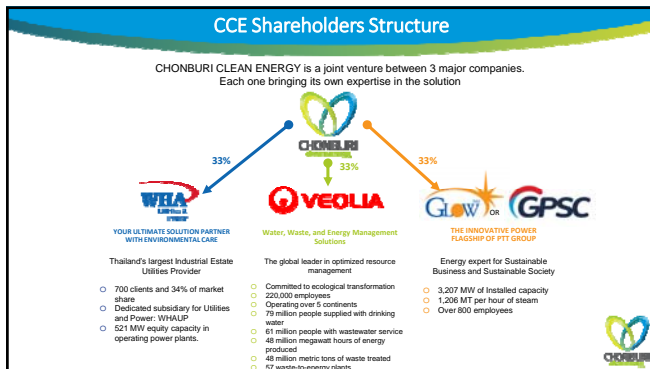 CCE Shareholders Structure
CHONBURI CLEAN ENERGY is a joint venture between 3 major companies.
Each one bringing its own expertise in the solution
CHONBURI
33%
33%
33%
WHA
VEOLIA
GLOW
OR
GPSC
YOUR ULTIMATE SOLUTION PARTNER
WITH ENVIRONMENTAL CARE
Thailand's largest Industrial Estate
Utilities Provider
700 clients and 34% of market
share
Dedicated subsidiary for Utilities
and Power: WHAUP
521 MW equity capacity in
operating power plants.
Water, Waste, and Energy Management
Solutions
The global leader in optimized resource
management
Committed to ecological transformation
220,000 employees
Operating over 5 continents
79 million people supplied with drinking
water
61 million people with wastewater service
48 million megawatt hours of energy
produced
48 million metric tons of waste treated
57 waste-to-energy plants
THE INNOVATIVE POWER
FLAGSHIP OF PTT GROUP
Energy expert for Sustainable
Business and Sustainable Society
3,207 MW of Installed capacity
1,206 MT per hour of steam
Over 800 employees
CHONBURI